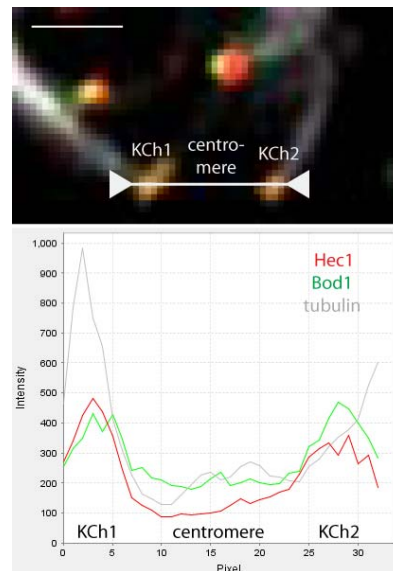 KCh1
centro-
mere
KCh2
1,000
900
800
700
600
500
400
300
200
100
0
Intensity
Hec1
Bod1
tubulin
KCh1 centromere KCh2
0 5 10 15 20 25 30
Pixel